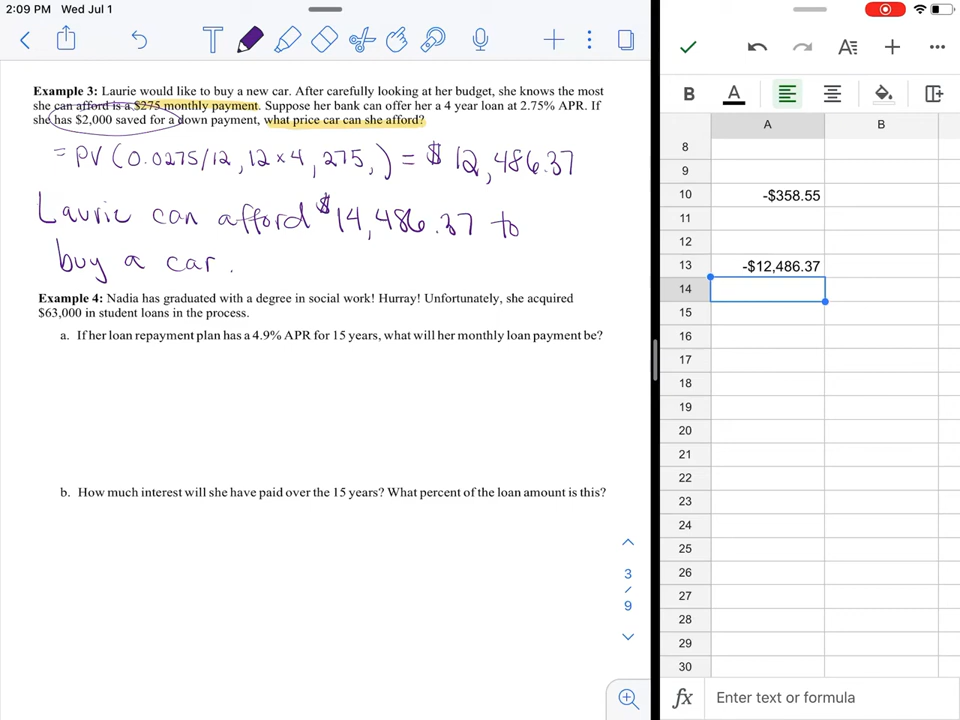 2:09 PM Wed Jul 1
Example 3: Laurie would like to buy a new car. After carefully looking at her budget, she knows the most
she can afford is a $275 monthly payment. Suppose her bank can offer her a 4 year loan at 2.75% APR. If
she has $2,000 saved for a down payment, what price car can she afford?
= PV (0.0275/12, 12×4, 275, ) = $ 12,486.37
Laurie can afford $14,486.37 to
buy a car.
Example 4: Nadia has graduated with a degree in social work! Hurray! Unfortunately, she acquired
$63,000 in student loans in the process.
a. If her loan repayment plan has a 4.9% APR for 15 years, what will her monthly loan payment be?
b. How much interest will she have paid over the 15 years? What percent of the loan amount is this?
3
/
9
B A
A B
8
9
10 -$358.55
11
12
13 -$12,486.37
14
15
16
17
18
19
20
21
22
23
24
25
26
27
28
29
30
fx Enter text or formula